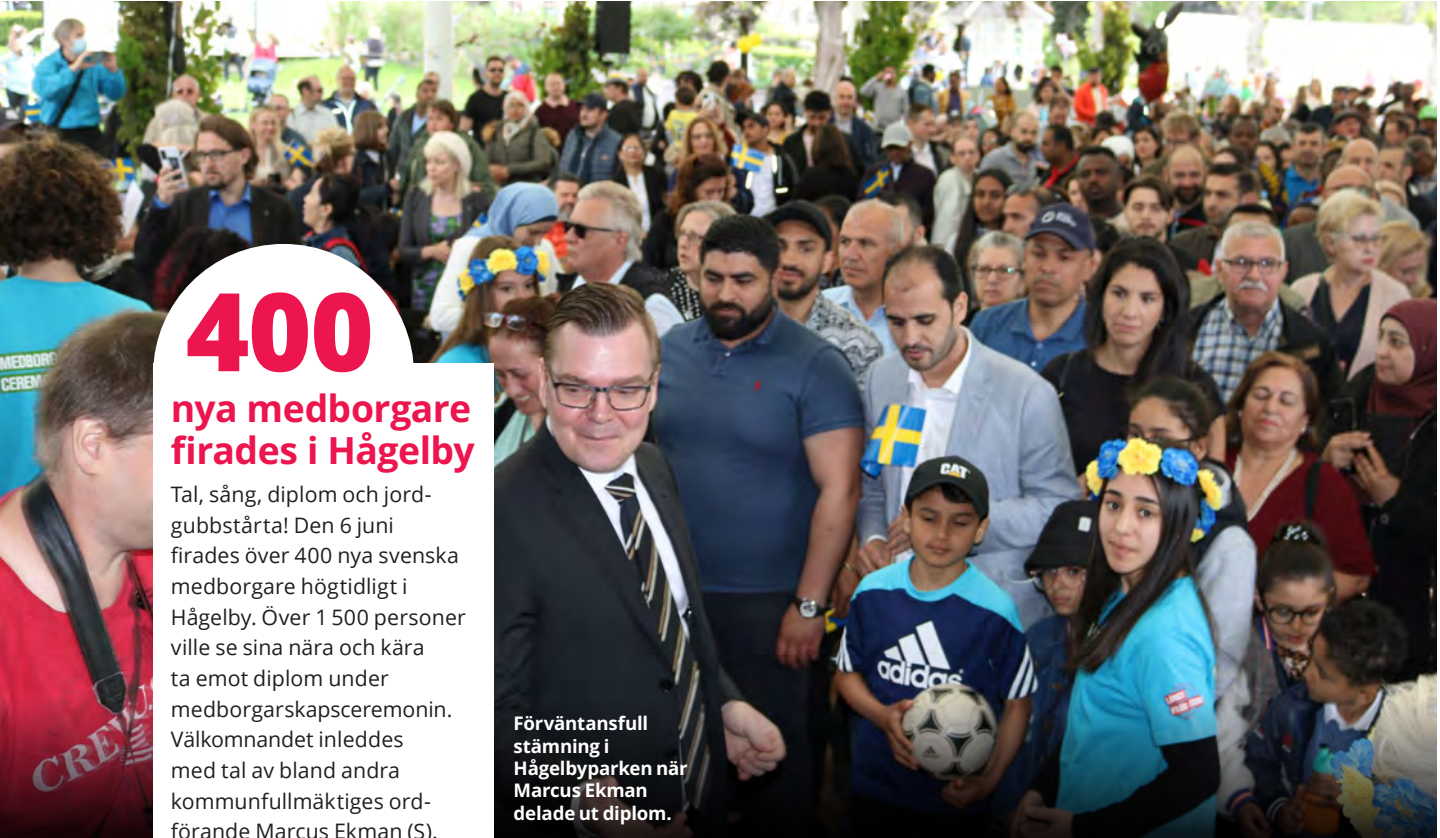 400
nya medborgare
firades i Hågelby
Tal, sång, diplom och jord-
gubbstårta! Den 6 juni
firades över 400 nya svenska
medborgare högtidligt i
Hågelby. Över 1 500 personer
ville se sina nära och kära
ta emot diplom under
medborgarskapsceremonin.
Välkomnandet inleddes
med tal av bland andra
kommunfullmäktiges ord-
förande Marcus Ekman (S).
Förväntansfull
stämning i
Hågelbyparken när
Marcus Ekman
delade ut diplom.
CAT
adidas